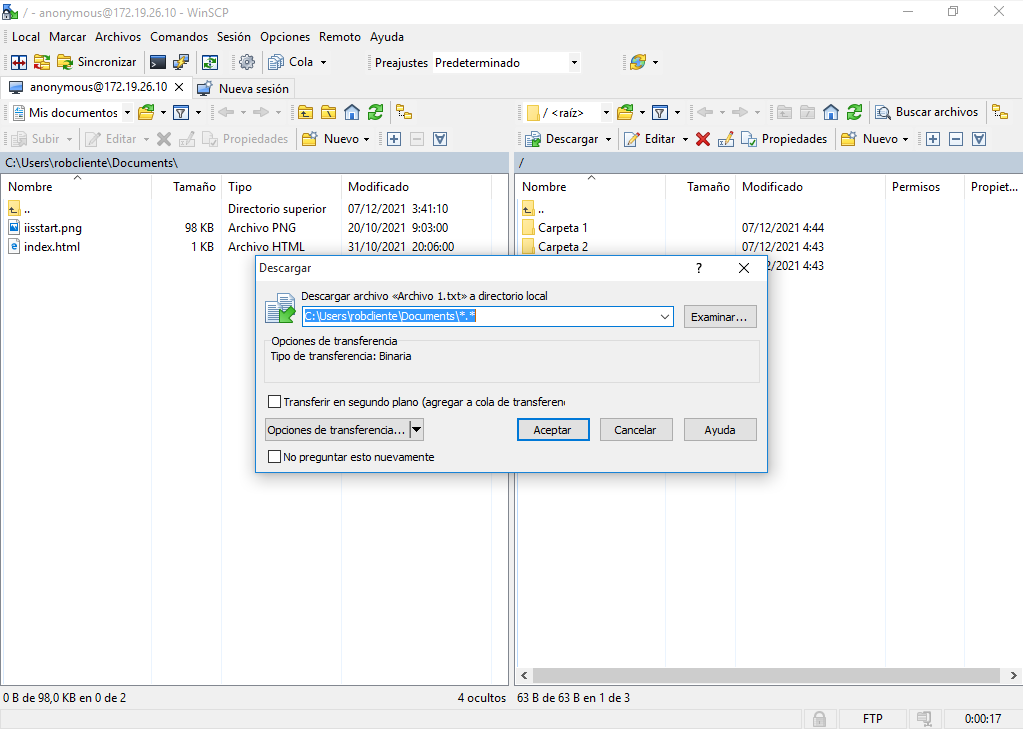 / - anonymous@172.19.26.10 - WinSCP
Local Marcar Archivos Comandos Sesión Opciones Remoto Ayuda
Sincronizar Cola Preajustes Predeterminado
anonymous@172.19.26.10 Nueva sesión
Mis documentos / <raíz> Buscar archivos
Subir Editar Propiedades Nuevo Descargar Editar Propiedades Nuevo
C:\Users\robcliente\Documents\ /
Nombre Tamaño Tipo Modificado Nombre Tamaño Modificado Permisos Propiet...
.. Directorio superior 07/12/2021 3:41:10 ..
iisstart.png 98 KB Archivo PNG 20/10/2021 9:03:00 Carpeta 1 07/12/2021 4:44
index.html 1 KB Archivo HTML 31/10/2021 20:06:00 Carpeta 2 07/12/2021 4:43
2/2021 4:43
Descargar ?
Descargar archivo «Archivo 1.txt» a directorio local
C:\Users\robcliente\Documents\*.* Examinar...
Opciones de transferencia
Tipo de transferencia: Binaria
Transferir en segundo plano (agregar a cola de transferen
Opciones de transferencia... Aceptar Cancelar Ayuda
No preguntar esto nuevamente
0 B de 98,0 KB en 0 de 2 4 ocultos 63 B de 63 B en 1 de 3
FTP 0:00:17